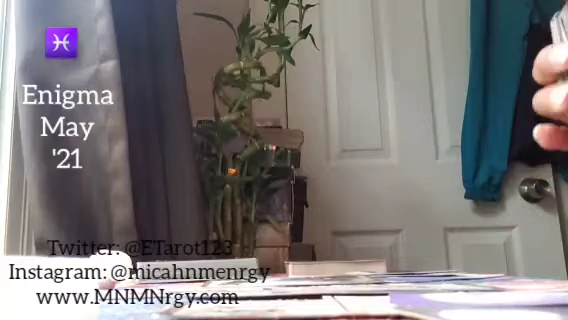 ♓
Enigma
May
'21
Twitter: @ETarot123
Instagram: @micahnmenrgy
www.MNMNrgy.com